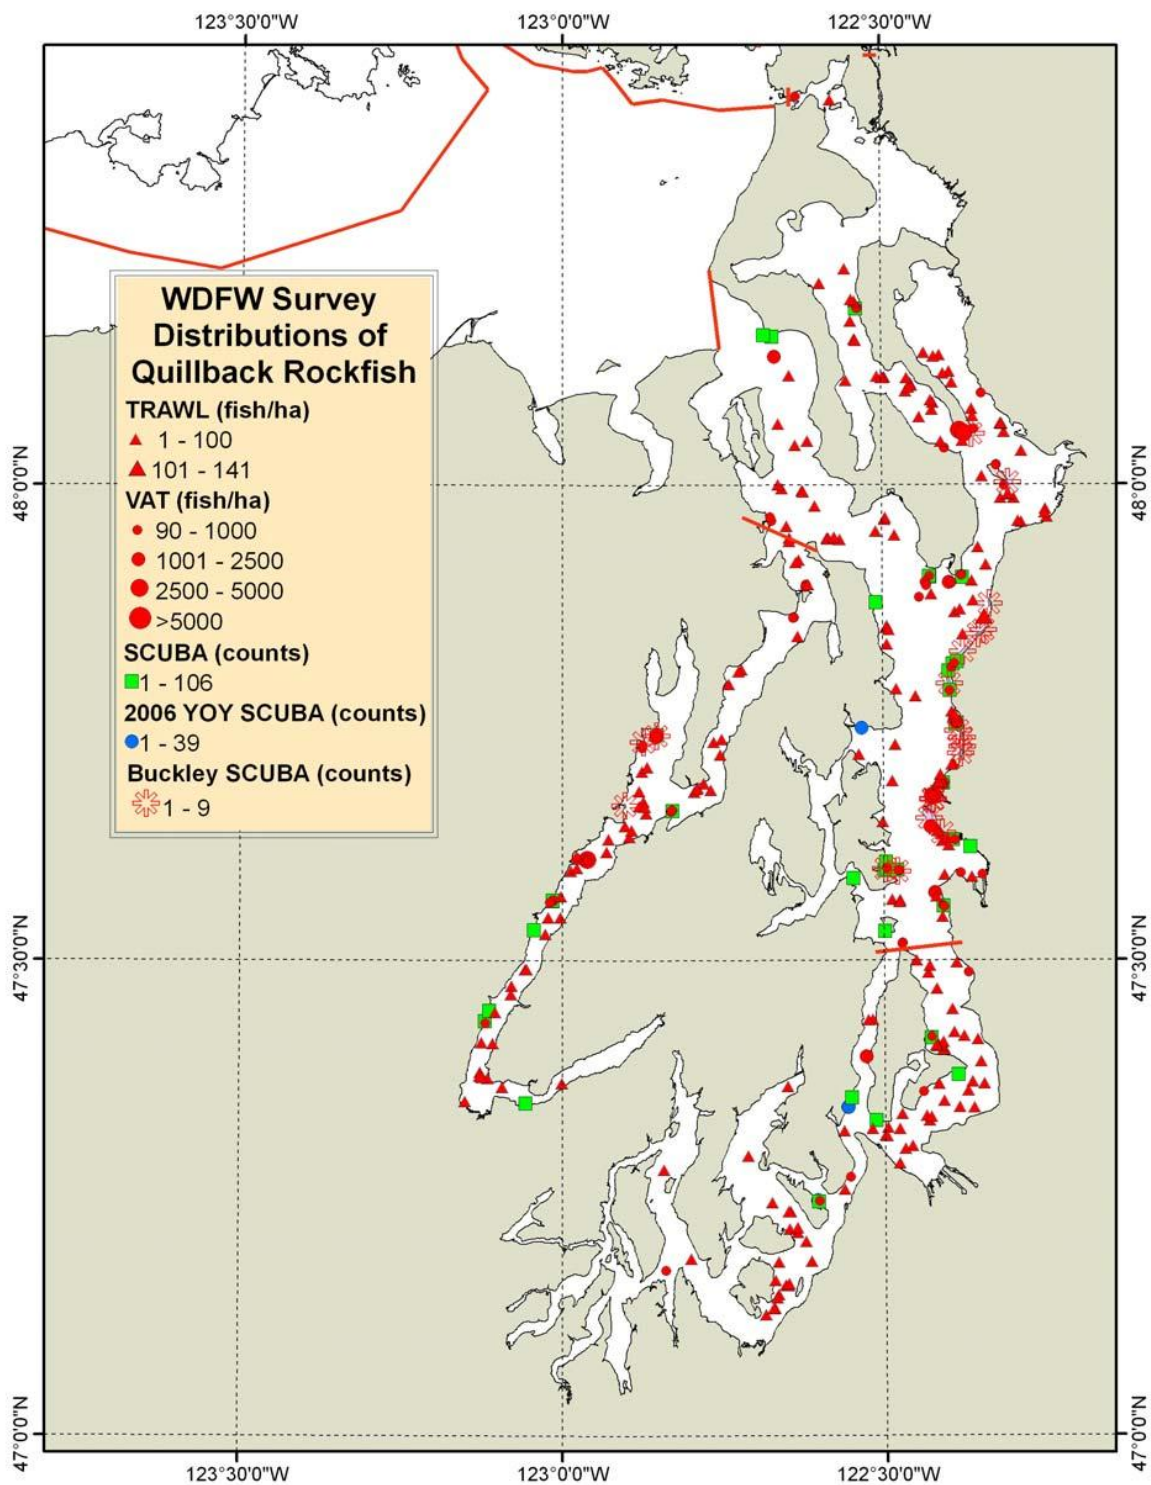 123°30'0"W 123°0'0"W 122°30'0"W
WDFW Survey
Distributions of
Quillback Rockfish
TRAWL (fish/ha)
1 - 100
101 - 141
VAT (fish/ha)
90 - 1000
1001 - 2500
2500 - 5000
>5000
SCUBA (counts)
1 - 106
2006 YOY SCUBA (counts)
1 - 39
Buckley SCUBA (counts)
1 - 9
48°0'0"N 48°0'0"N
47°30'0"N 47°30'0"N
47°0'0"N 47°0'0"N
123°30'0"W 123°0'0"W 122°30'0"W